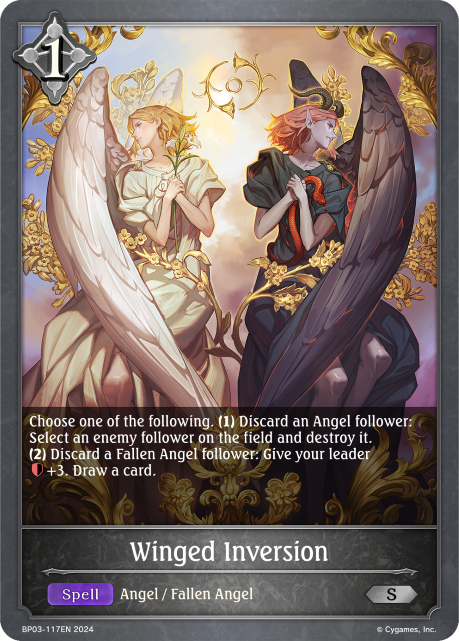 1
Choose one of the following. (1) Discard an Angel follower:
Select an enemy follower on the field and destroy it.
(2) Discard a Fallen Angel follower: Give your leader
+3. Draw a card.
Winged Inversion
Spell Angel / Fallen Angel S
BP03-117EN 2024 © Cygames, Inc.